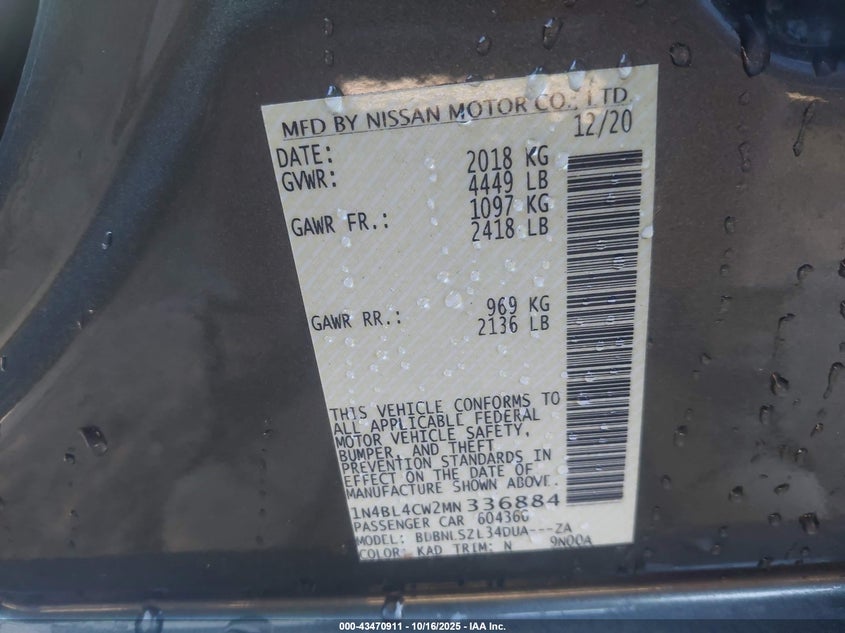 MFD BY NISSAN MOTOR CO., LTD.
DATE: 12/20
GVWR: 2018 KG
4449 LB
GAWR FR.: 1097 KG
2418 LB
GAWR RR.: 969 KG
2136 LB
THIS VEHICLE CONFORMS TO
ALL APPLICABLE FEDERAL
MOTOR VEHICLE SAFETY,
BUMPER, AND THEFT
PREVENTION STANDARDS IN
EFFECT ON THE DATE OF
MANUFACTURE SHOWN ABOVE.
1N4BL4CW2MN336884
PASSENGER CAR 604366
MODEL: BDBNLSZL34DUA---ZA
COLOR: KAD TRIM: N 9N00A
000-43470911 - 10/16/2025 - IAA Inc.